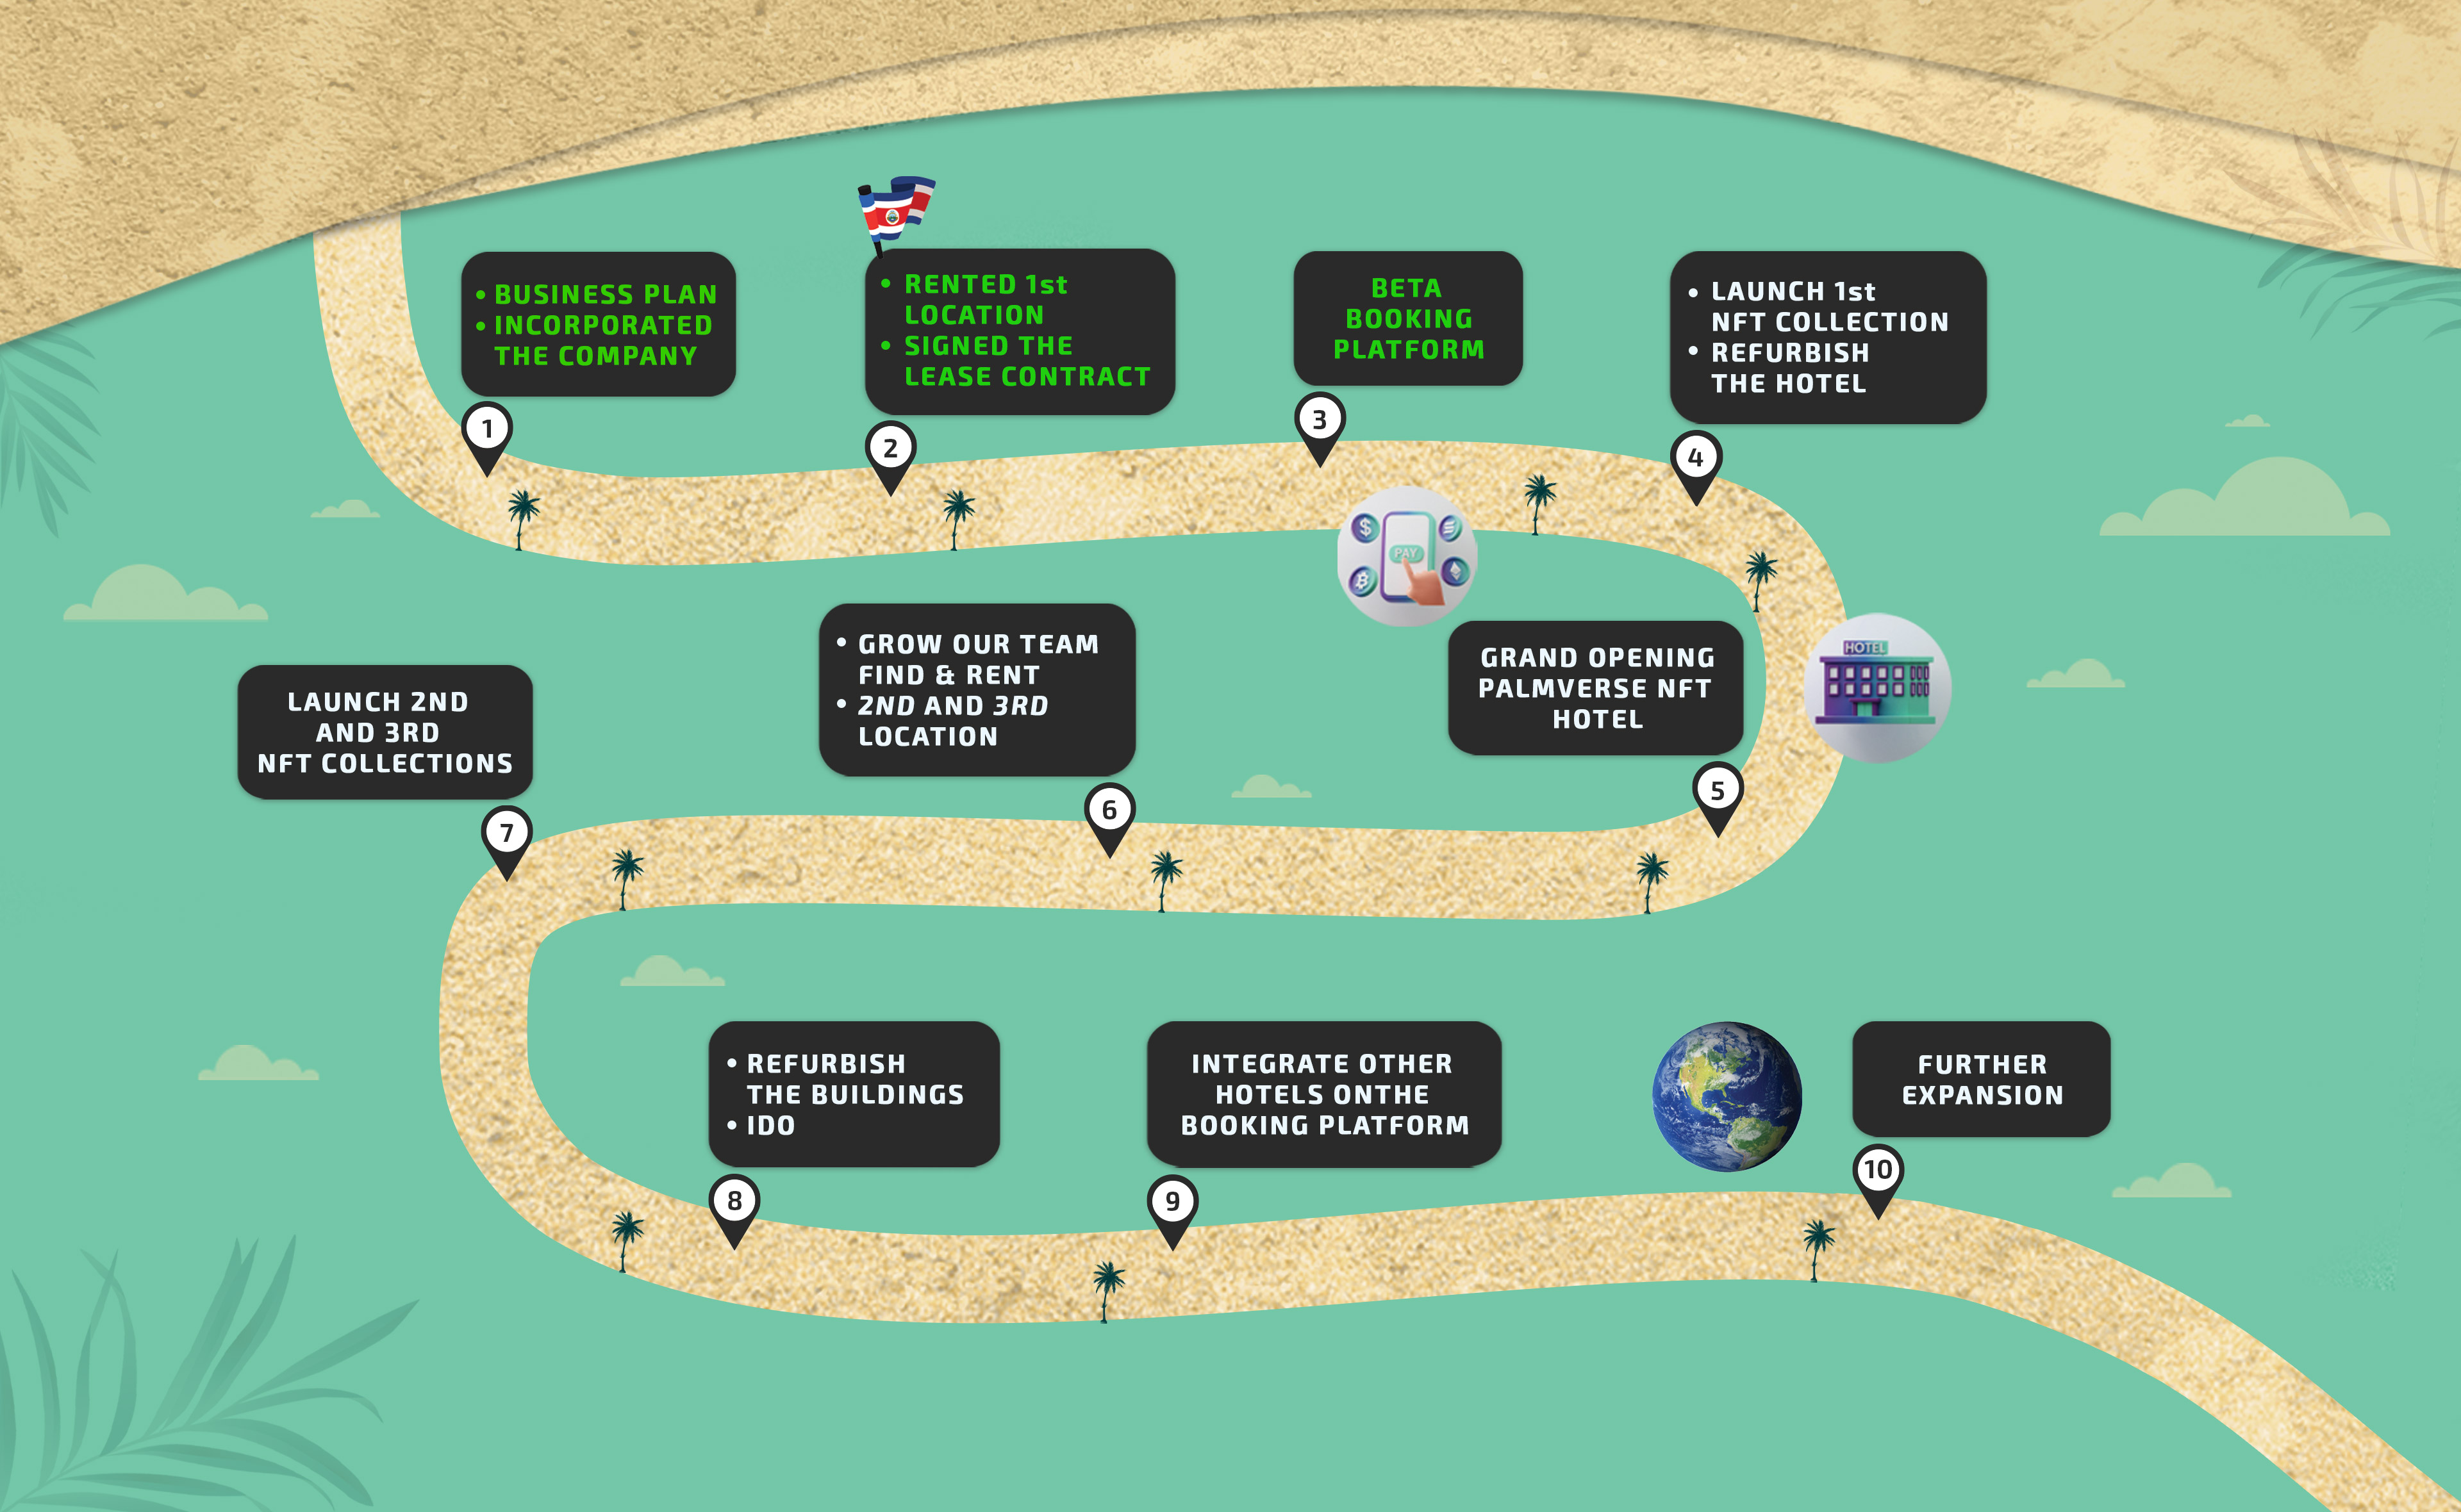 • BUSINESS PLAN
• INCORPORATED
THE COMPANY
1
• RENTED 1st
LOCATION
• SIGNED THE
LEASE CONTRACT
2
BETA
BOOKING
PLATFORM
3
• LAUNCH 1st
NFT COLLECTION
• REFURBISH
THE HOTEL
4
$
PAY
GRAND OPENING
PALMVERSE NFT
HOTEL
5
HOTEL
• GROW OUR TEAM
FIND & RENT
• 2ND AND 3RD
LOCATION
6
LAUNCH 2ND
AND 3RD
NFT COLLECTIONS
7
• REFURBISH
THE BUILDINGS
• IDO
8
INTEGRATE OTHER
HOTELS ONTHE
BOOKING PLATFORM
9
FURTHER
EXPANSION
10